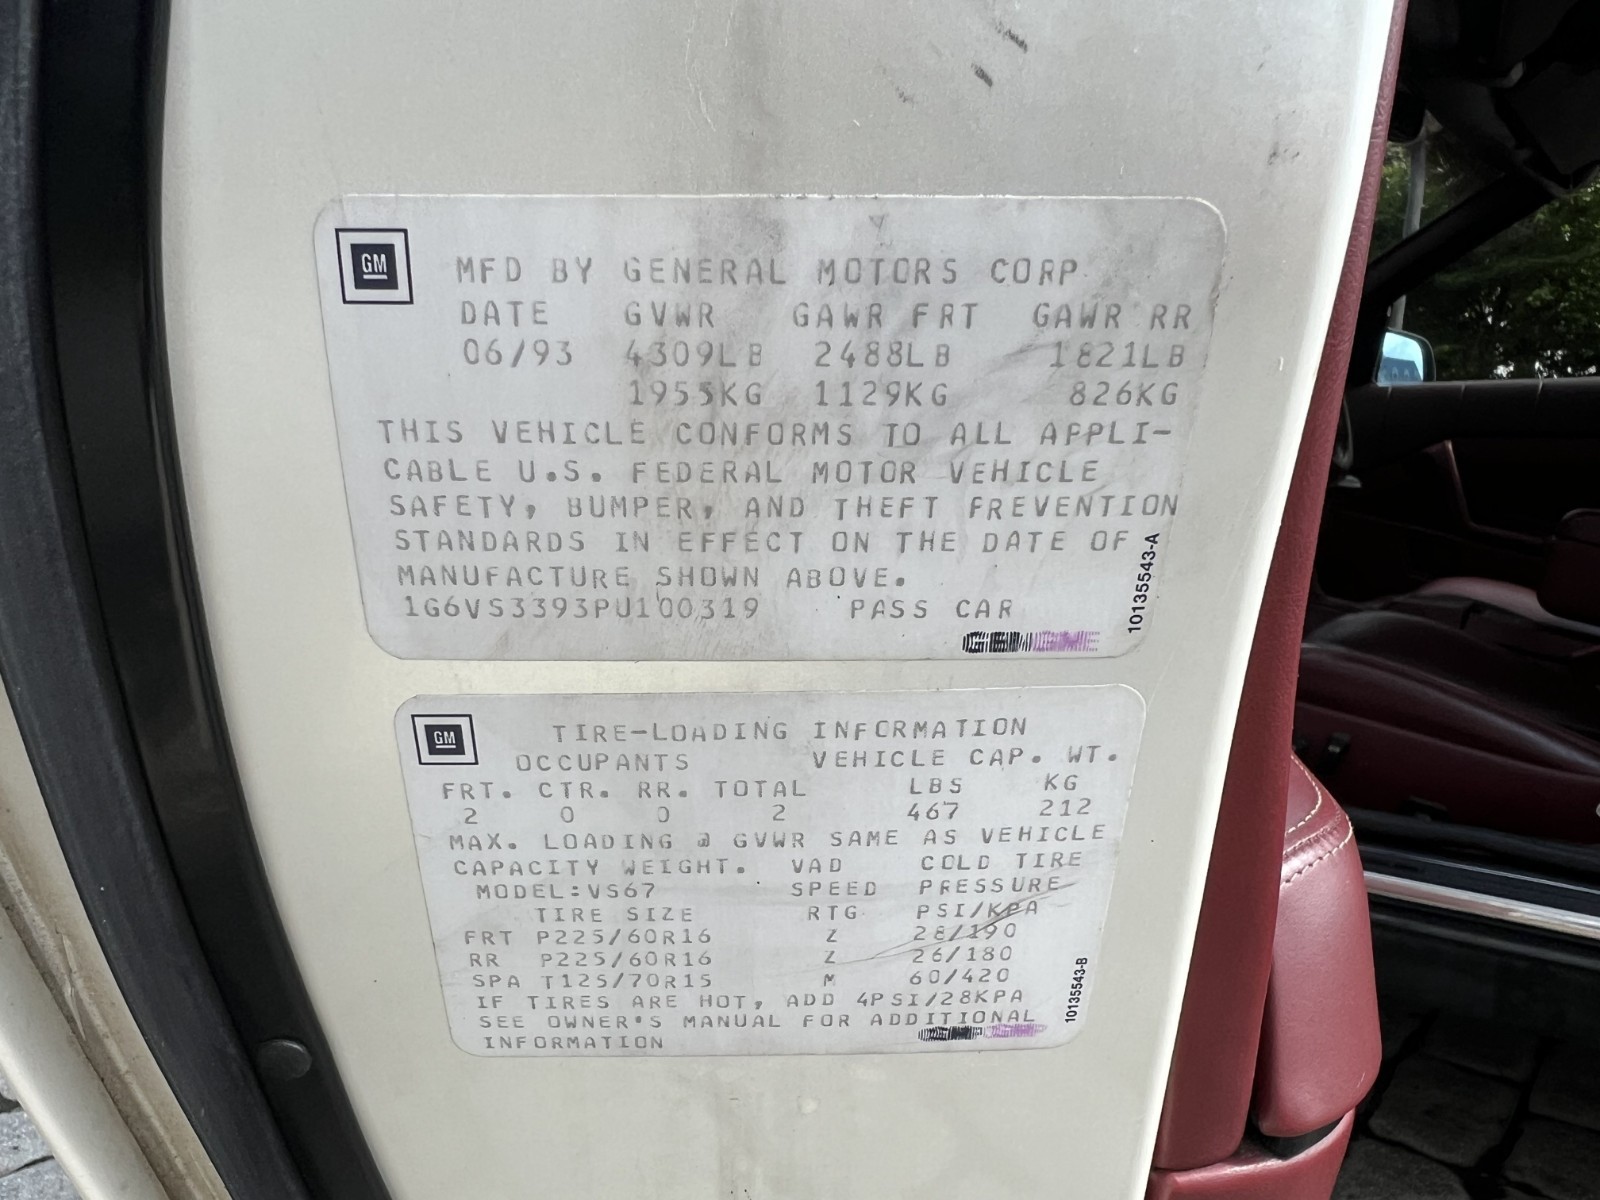 GM
MFD BY GENERAL MOTORS CORP
DATE GVWR GAWR FRT GAWR RR
06/93 4309LB 2488LB 1821LB
1955KG 1129KG 826KG
THIS VEHICLE CONFORMS TO ALL APPLI-
CABLE U.S. FEDERAL MOTOR VEHICLE
SAFETY, BUMPER, AND THEFT PREVENTION
STANDARDS IN EFFECT ON THE DATE OF
MANUFACTURE SHOWN ABOVE.
1G6VS3393PU100319 PASS CAR
10135543-A
GM
TIRE-LOADING INFORMATION
OCCUPANTS VEHICLE CAP. WT.
FRT. CTR. RR. TOTAL LBS KG
2 0 0 2 467 212
MAX. LOADING @ GVWR SAME AS VEHICLE
CAPACITY WEIGHT. VAD COLD TIRE
MODEL:VS67 SPEED PRESSURE
TIRE SIZE RTG PSI/KPA
FRT P225/60R16 Z 28/190
RR P225/60R16 Z 26/180
SPA T125/70R15 M 60/420
IF TIRES ARE HOT, ADD 4PSI/28KPA
SEE OWNER'S MANUAL FOR ADDITIONAL
INFORMATION
10135543-B